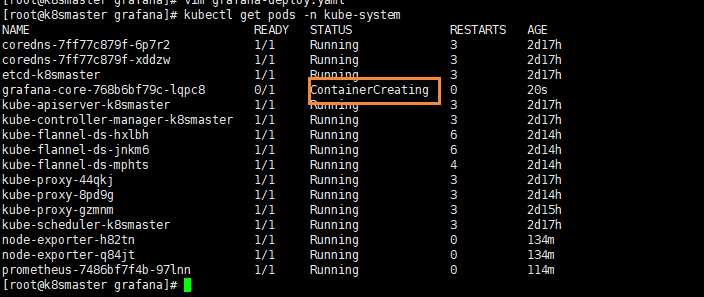 [root@k8smaster grafana]# vim grafana-deploy.yaml
[root@k8smaster grafana]# kubectl get pods -n kube-system
NAME READY STATUS RESTARTS AGE
coredns-7ff77c879f-6p7r2 1/1 Running 3 2d17h
coredns-7ff77c879f-xddzw 1/1 Running 3 2d17h
etcd-k8smaster 1/1 Running 3 2d17h
grafana-core-768b6bf79c-lqpc8 0/1 ContainerCreating 0 20s
kube-apiserver-k8smaster 1/1 Running 3 2d17h
kube-controller-manager-k8smaster 1/1 Running 3 2d17h
kube-flannel-ds-hxlbh 1/1 Running 6 2d14h
kube-flannel-ds-jnkm6 1/1 Running 6 2d14h
kube-flannel-ds-mphts 1/1 Running 4 2d14h
kube-proxy-44qkj 1/1 Running 3 2d17h
kube-proxy-8pd9g 1/1 Running 3 2d14h
kube-proxy-gzmnm 1/1 Running 3 2d15h
kube-scheduler-k8smaster 1/1 Running 3 2d17h
node-exporter-h82tn 1/1 Running 0 134m
node-exporter-q84jt 1/1 Running 0 134m
prometheus-7486bf7f4b-97lnn 1/1 Running 0 114m
[root@k8smaster grafana]#